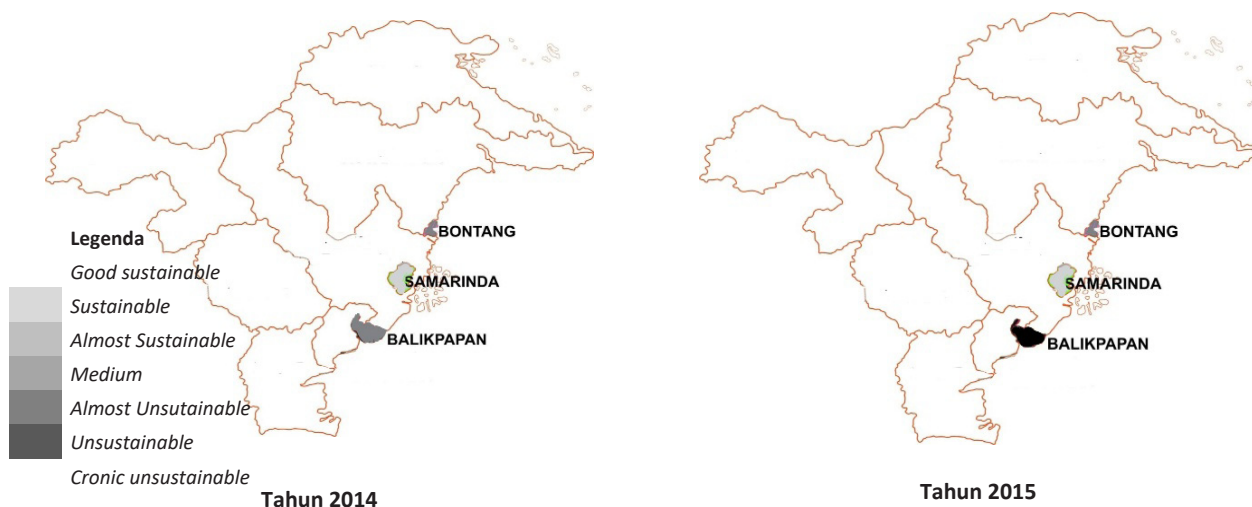 BONTANG
SAMARINDA
BALIKPAPAN
Legenda
Good sustainable
Sustainable
Almost Sustainable
Medium
Almost Unsutainable
Unsustainable
Cronic unsustainable
Tahun 2014
BONTANG
SAMARINDA
BALIKPAPAN
Tahun 2015